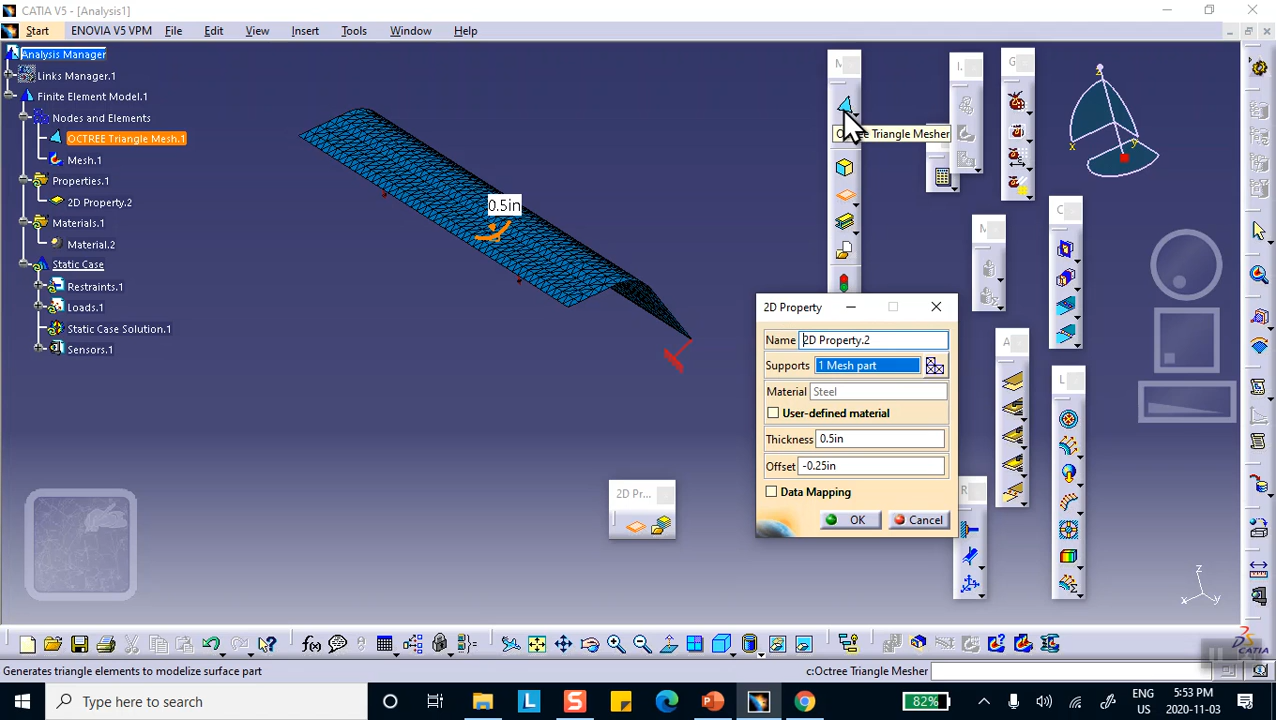 CATIA V5 - [Analysis1]
Start ENOVIA V5 VPM File Edit View Insert Tools Window Help
Analysis Manager
Links Manager.1
Finite Element Model.1
Nodes and Elements
OCTREE Triangle Mesh.1
Mesh.1
Properties.1
2D Property.2
Materials.1
Material.2
Static Case
Restraints.1
Loads.1
Static Case Solution.1
Sensors.1
0.5in
M...
I...
G...
Octree Triangle Mesher
C...
M...
A...
L...
R...
z
x
y
2D Property
Name 2D Property.2
Supports 1 Mesh part
Material Steel
User-defined material
Thickness 0.5in
Offset -0.25in
Data Mapping
OK Cancel
2D Pr...
z
x y
f(x)
Generates triangle elements to modelize surface part
c:Octree Triangle Mesher
Type here to search
82%
ENG
US
5:53 PM
2020-11-03